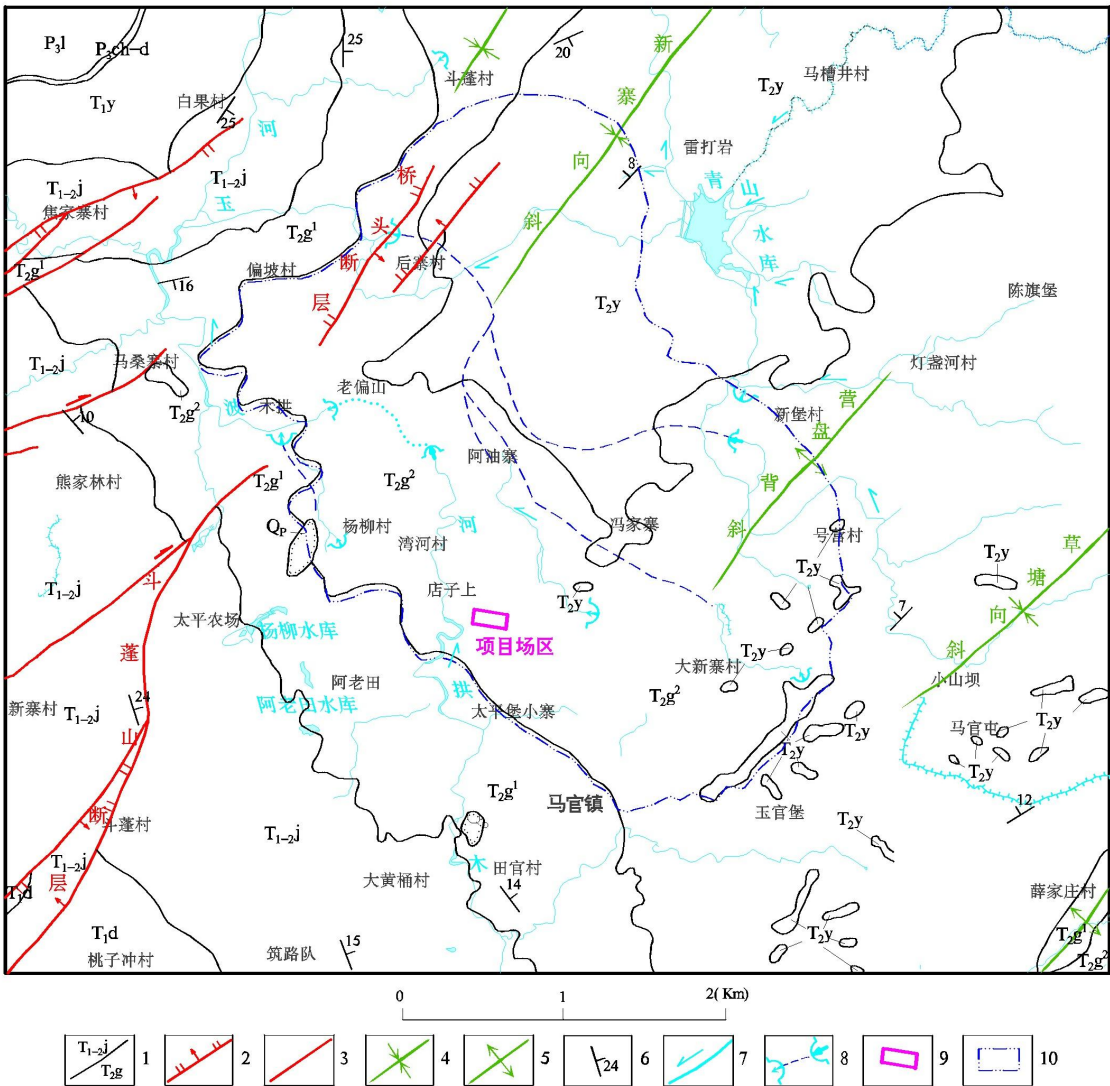 P₃l
P₃ch-d
T₁y
25
20
新
斗蓬村
寨
马槽井村
T₂y
白果村
25
河
向
雷打岩
8
青
山
水
库
T₁₋₂j
T₁₋₂j
焦家寨村
玉
桥
头
断
层
斜
T₂g¹
T₂g¹
偏坡村
后寨村
16
T₂y
陈旗堡
T₁₋₂j
马桑寨村
老偏山
灯盏河村
T₂g²
波
木拱
新堡村
营
盘
背
斜
10
阿油寨
熊家林村
T₂g¹
T₂g²
Qₚ
杨柳村
河
湾河村
冯家寨
号营村
T₂y
T₂y
草
塘
向
斜
T₁₋₂j
斗
店子上
T₂y
7
太平农场
杨柳水库
项目场区
T₂y
蓬
大新寨村
小山坝
阿老田
T₂g²
24
新寨村
T₁₋₂j
阿老田水库
拱
太平堡小寨
马官屯
T₂y
山
T₂y
T₂y
T₂y
T₂g¹
马官镇
玉官堡
12
断
斗蓬村
T₁₋₂j
T₂y
T₁₋₂j
层
木
田官村
大黄桶村
14
薛家庄村
T₁d
T₁d
T₂y
T₂g¹
T₂g²
桃子冲村
筑路队
15
0 1 2(Km)
T₁₋₂j
T₂g
1 2 3 4 5 24 6 7 8 9 10